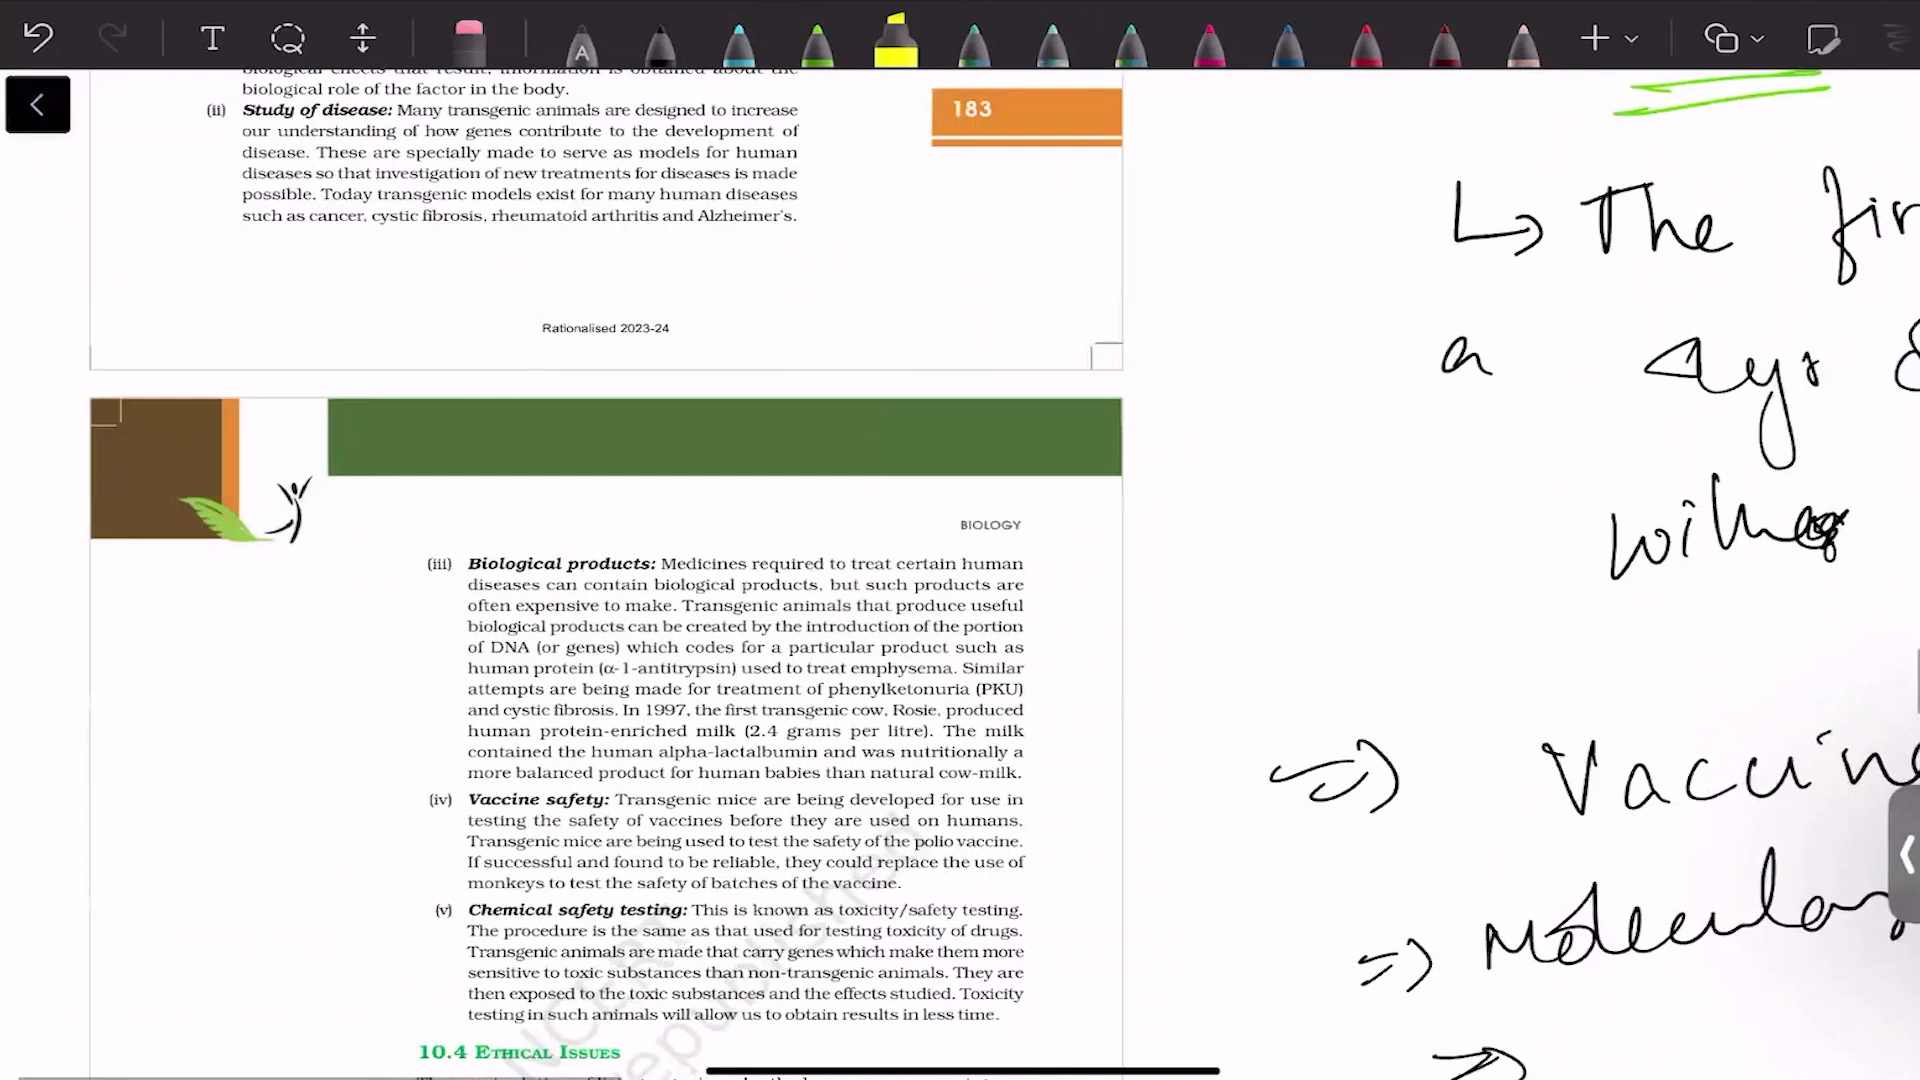 biological effects that result, information is obtained about the
biological role of the factor in the body.
(ii) Study of disease: Many transgenic animals are designed to increase
our understanding of how genes contribute to the development of
disease. These are specially made to serve as models for human
diseases so that investigation of new treatments for diseases is made
possible. Today transgenic models exist for many human diseases
such as cancer, cystic fibrosis, rheumatoid arthritis and Alzheimer's.
183
Rationalised 2023-24
BIOLOGY
(iii) Biological products: Medicines required to treat certain human
diseases can contain biological products, but such products are
often expensive to make. Transgenic animals that produce useful
biological products can be created by the introduction of the portion
of DNA (or genes) which codes for a particular product such as
human protein (α-1-antitrypsin) used to treat emphysema. Similar
attempts are being made for treatment of phenylketonuria (PKU)
and cystic fibrosis. In 1997, the first transgenic cow, Rosie, produced
human protein-enriched milk (2.4 grams per litre). The milk
contained the human alpha-lactalbumin and was nutritionally a
more balanced product for human babies than natural cow-milk.
(iv) Vaccine safety: Transgenic mice are being developed for use in
testing the safety of vaccines before they are used on humans.
Transgenic mice are being used to test the safety of the polio vaccine.
If successful and found to be reliable, they could replace the use of
monkeys to test the safety of batches of the vaccine.
(v) Chemical safety testing: This is known as toxicity/safety testing.
The procedure is the same as that used for testing toxicity of drugs.
Transgenic animals are made that carry genes which make them more
sensitive to toxic substances than non-transgenic animals. They are
then exposed to the toxic substances and the effects studied. Toxicity
testing in such animals will allow us to obtain results in less time.
10.4 ETHICAL ISSUES
The fir
a
Vaccine
Molecular